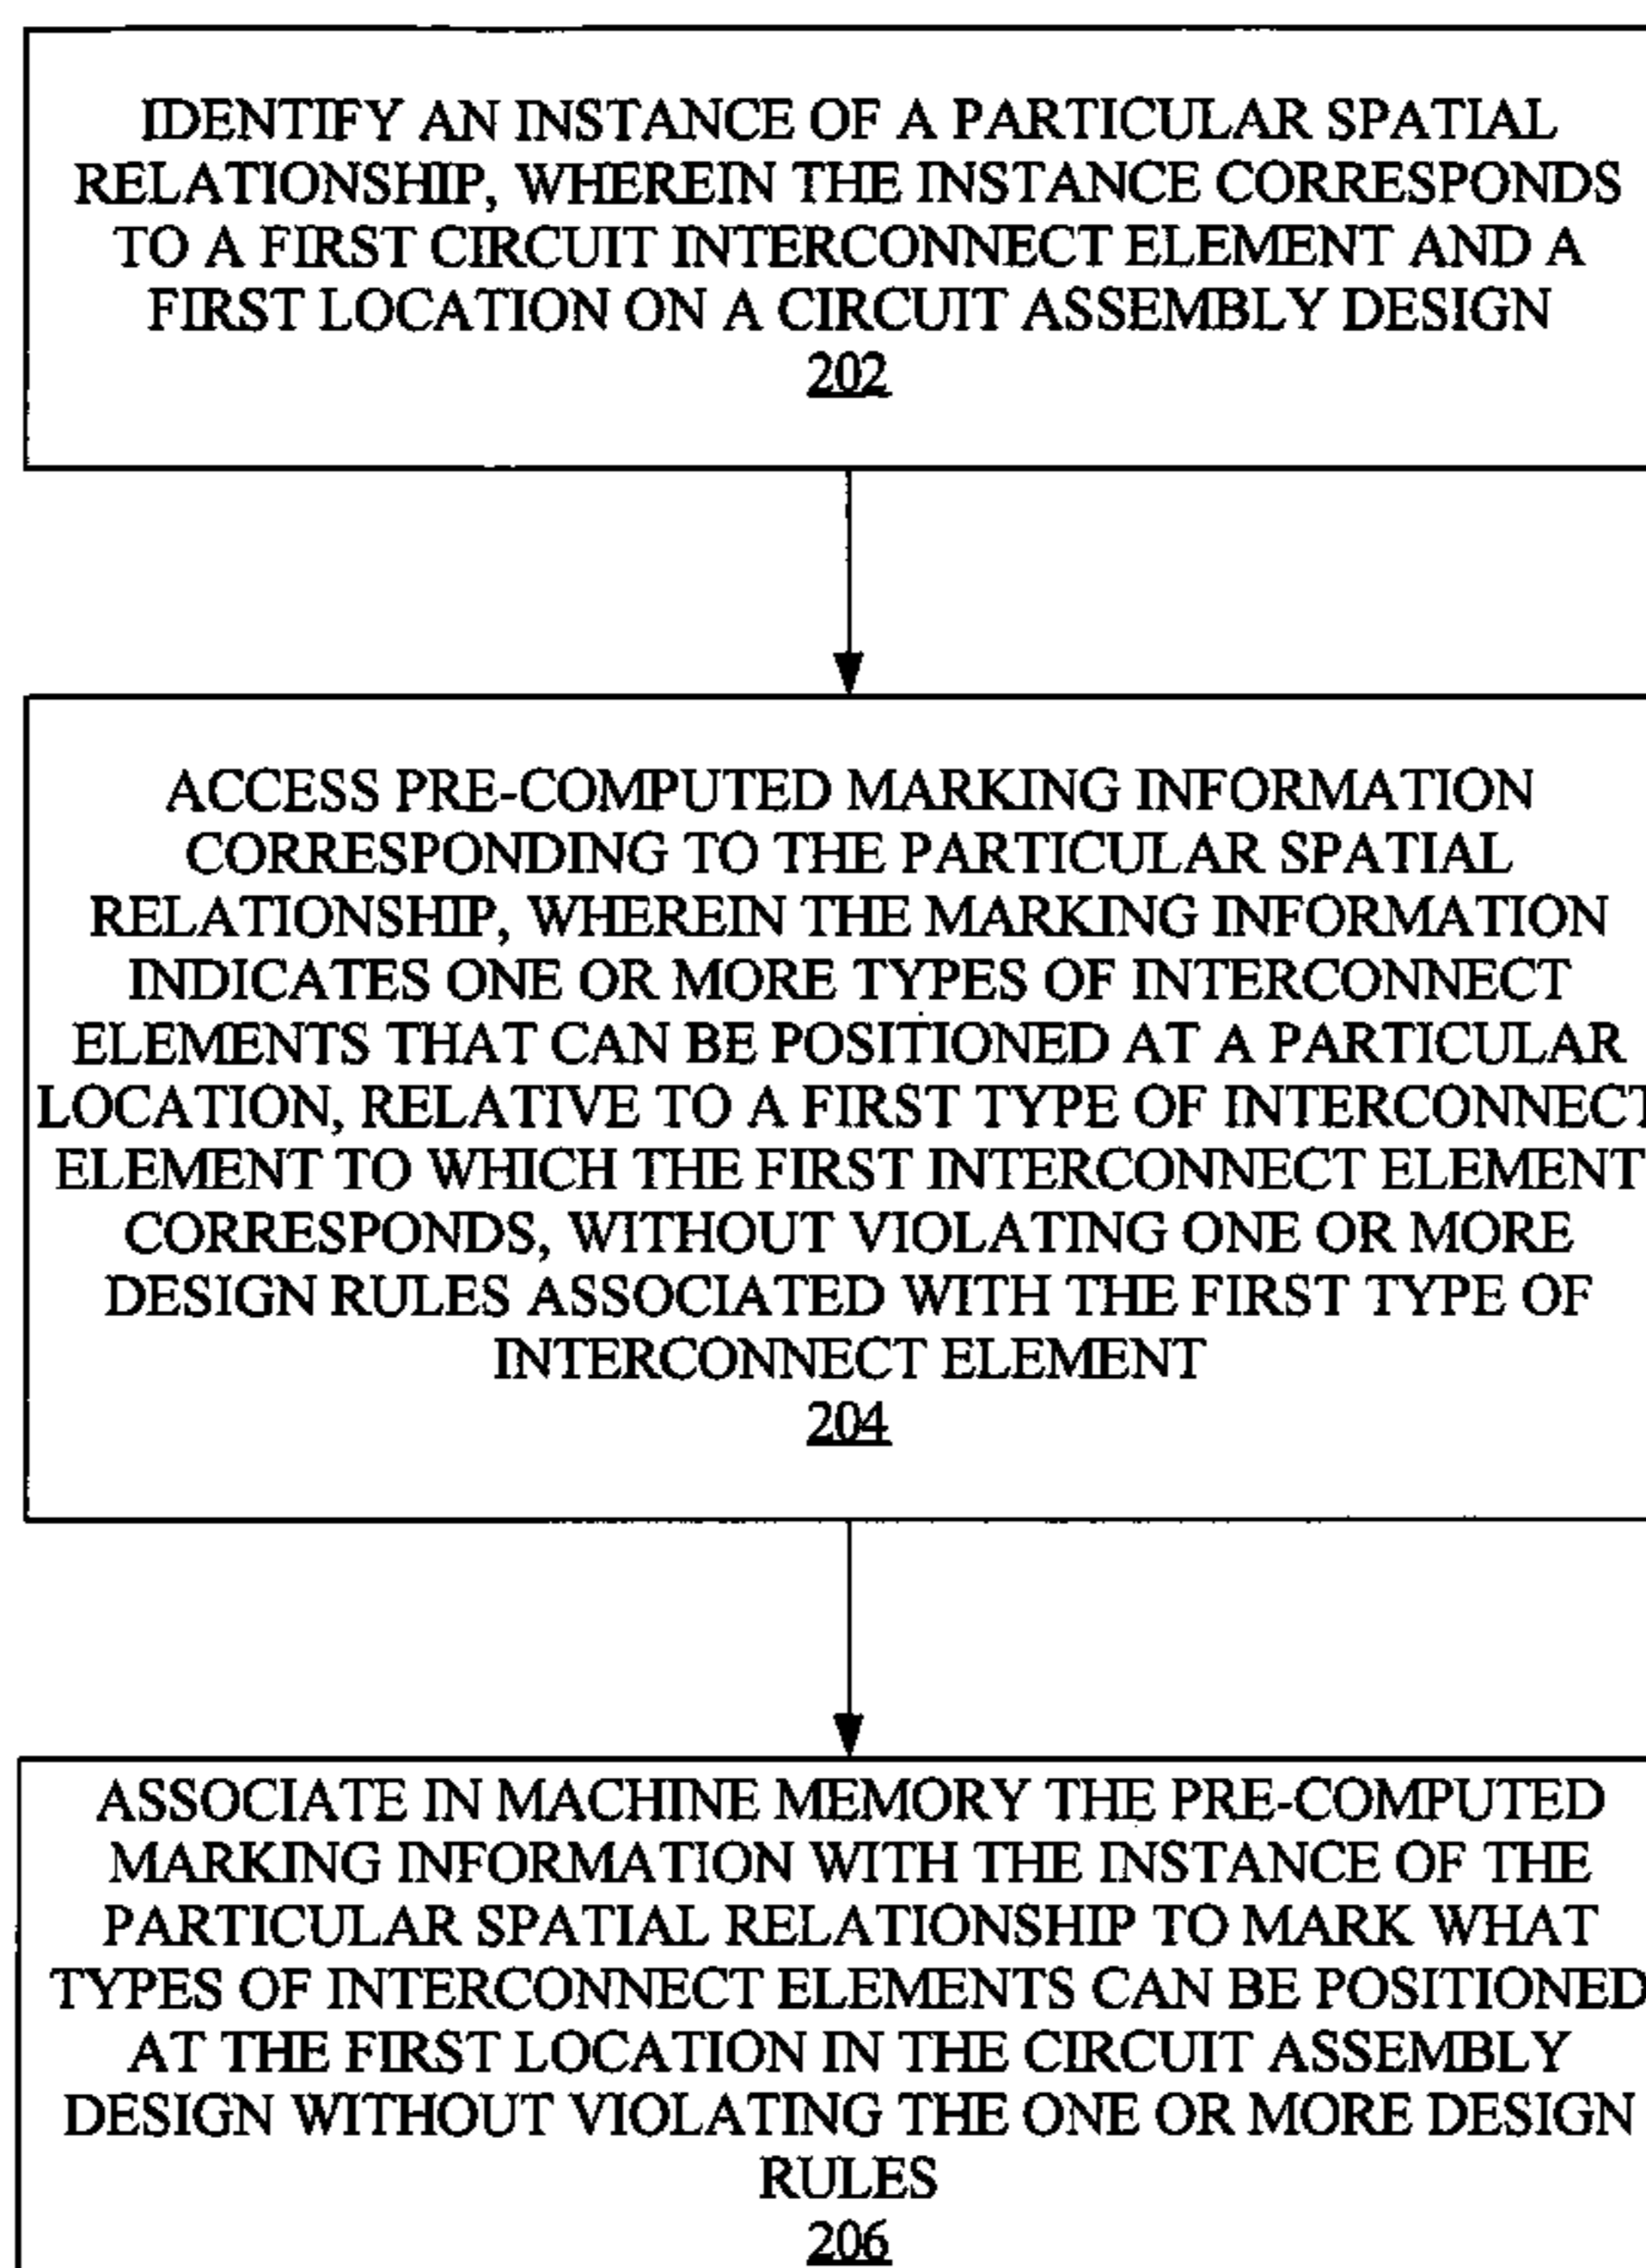 IDENTIFY AN INSTANCE OF A PARTICULAR SPATIAL
RELATIONSHIP, WHEREIN THE INSTANCE CORRESPONDS
TO A FIRST CIRCUIT INTERCONNECT ELEMENT AND A
FIRST LOCATION ON A CIRCUIT ASSEMBLY DESIGN
202
ACCESS PRE-COMPUTED MARKING INFORMATION
CORRESPONDING TO THE PARTICULAR SPATIAL
RELATIONSHIP, WHEREIN THE MARKING INFORMATION
INDICATES ONE OR MORE TYPES OF INTERCONNECT
ELEMENTS THAT CAN BE POSITIONED AT A PARTICULAR
LOCATION, RELATIVE TO A FIRST TYPE OF INTERCONNECT
ELEMENT TO WHICH THE FIRST INTERCONNECT ELEMENT
CORRESPONDS, WITHOUT VIOLATING ONE OR MORE
DESIGN RULES ASSOCIATED WITH THE FIRST TYPE OF
INTERCONNECT ELEMENT
204
ASSOCIATE IN MACHINE MEMORY THE PRE-COMPUTED
MARKING INFORMATION WITH THE INSTANCE OF THE
PARTICULAR SPATIAL RELATIONSHIP TO MARK WHAT
TYPES OF INTERCONNECT ELEMENTS CAN BE POSITIONED
AT THE FIRST LOCATION IN THE CIRCUIT ASSEMBLY
DESIGN WITHOUT VIOLATING THE ONE OR MORE DESIGN
RULES
206